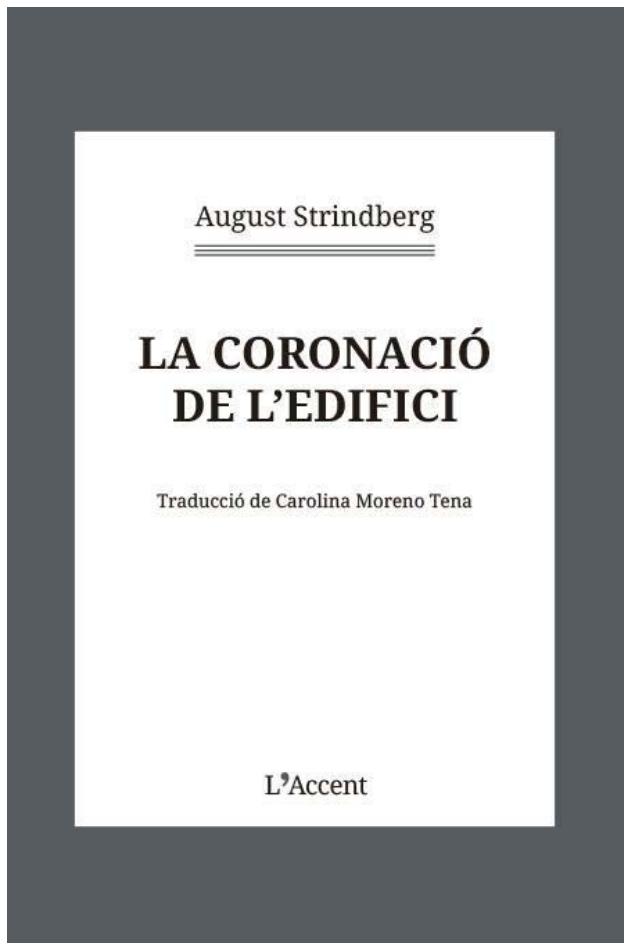 August Strindberg
LA CORONACIÓ
DE L’EDIFICI
Traducció de Carolina Moreno Tena
L’Accent